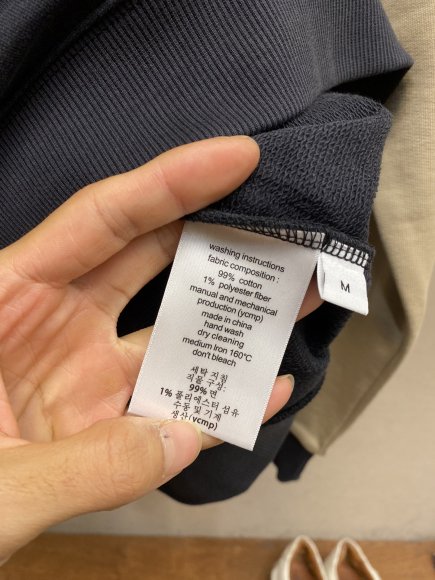 washing instructions
fabric composition :
99% cotton
1% polyester fiber
manual and mechanical
production (ycmp)
made in china
hand wash
dry cleaning
medium Iron 160°C
don't bleach
세탁 지침
직물 구성:
99% 면
1% 폴리에스터 섬유
수동 및 기계
생산(ycmp)
M